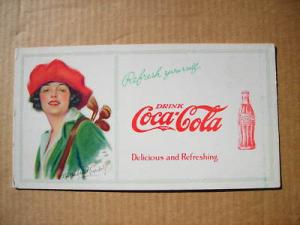 Refresh yourself
DRINK
Coca-Cola
Delicious and Refreshing